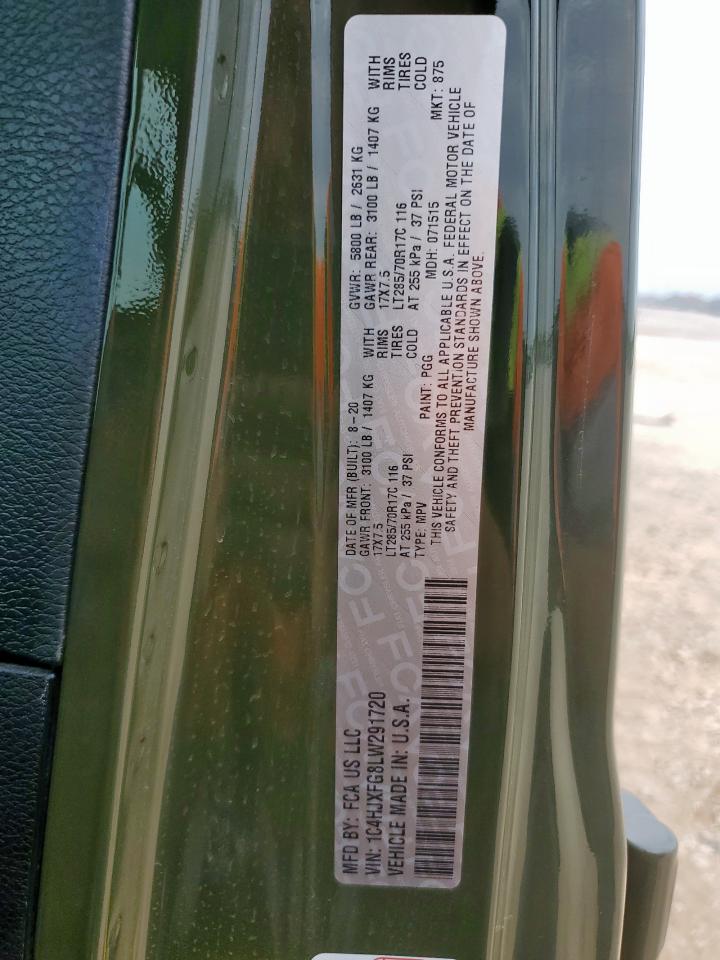 MFD BY: FCA US LLC
DATE OF MFR (BUILT): 8-20
GVWR: 5800 LB / 2631 KG
GAWR FRONT: 3100 LB / 1407 KG WITH
GAWR REAR: 3100 LB / 1407 KG WITH
17X7.5 RIMS
17X7.5 RIMS
LT285/70R17C 116 TIRES
LT285/70R17C 116 TIRES
AT 255 kPa / 37 PSI COLD
AT 255 kPa / 37 PSI COLD
VIN: 1C4HJXFG8LW291720
TYPE: MPV PAINT: PGG MDH: 071515 MKT: 875
VEHICLE MADE IN: U.S.A.
THIS VEHICLE CONFORMS TO ALL APPLICABLE U.S.A. FEDERAL MOTOR VEHICLE
SAFETY AND THEFT PREVENTION STANDARDS IN EFFECT ON THE DATE OF
MANUFACTURE SHOWN ABOVE.